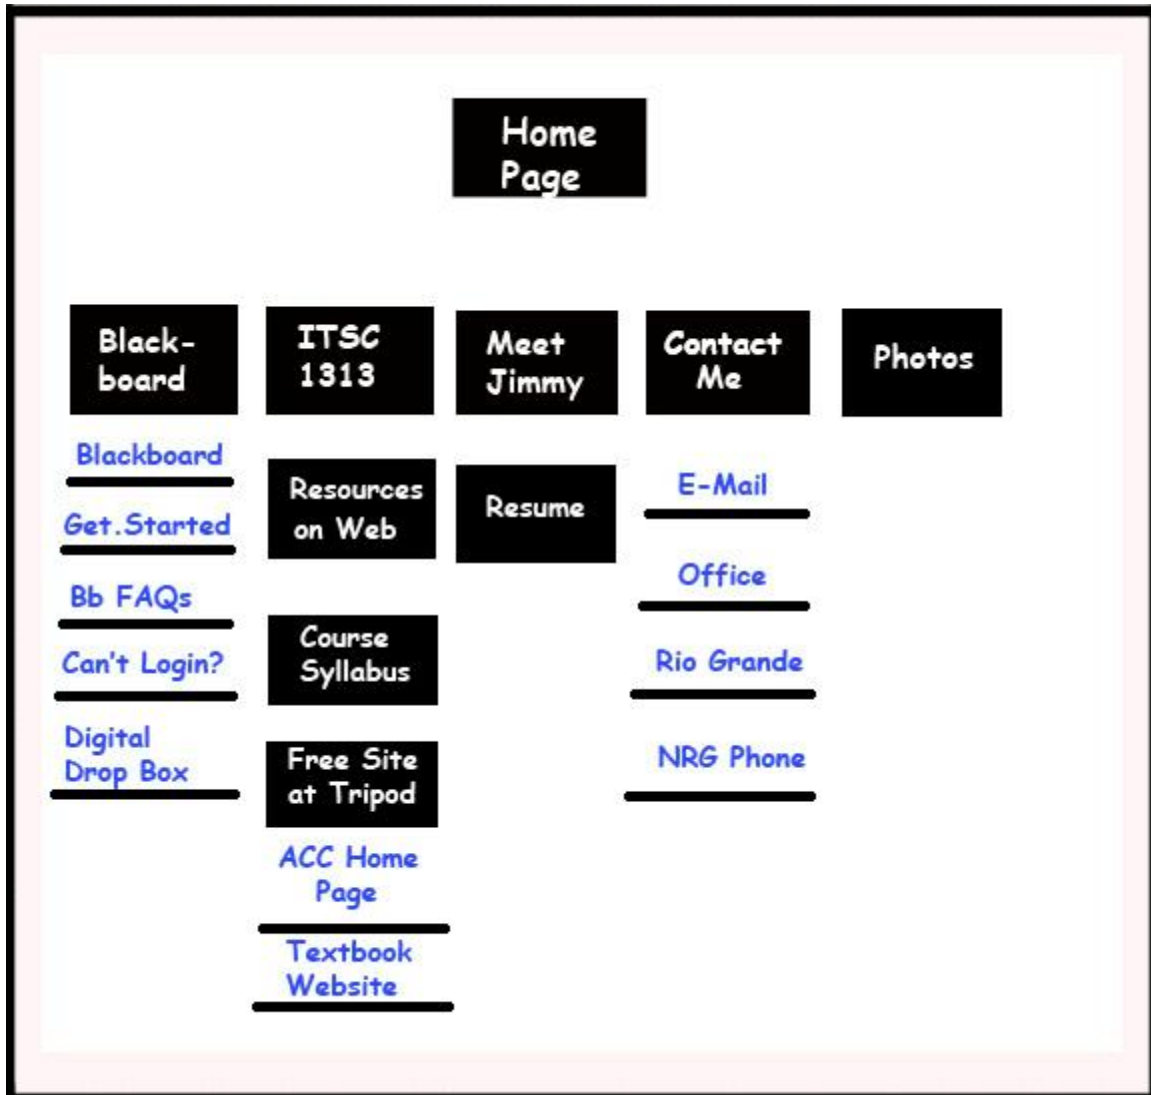 Home
Page
Black-
board
ITSC
1313
Meet
Jimmy
Contact
Me
Photos
Blackboard
Get.Started
Bb FAQs
Can't Login?
Digital
Drop Box
Resources
on Web
Course
Syllabus
Free Site
at Tripod
ACC Home
Page
Textbook
Website
Resume
E-Mail
Office
Rio Grande
NRG Phone